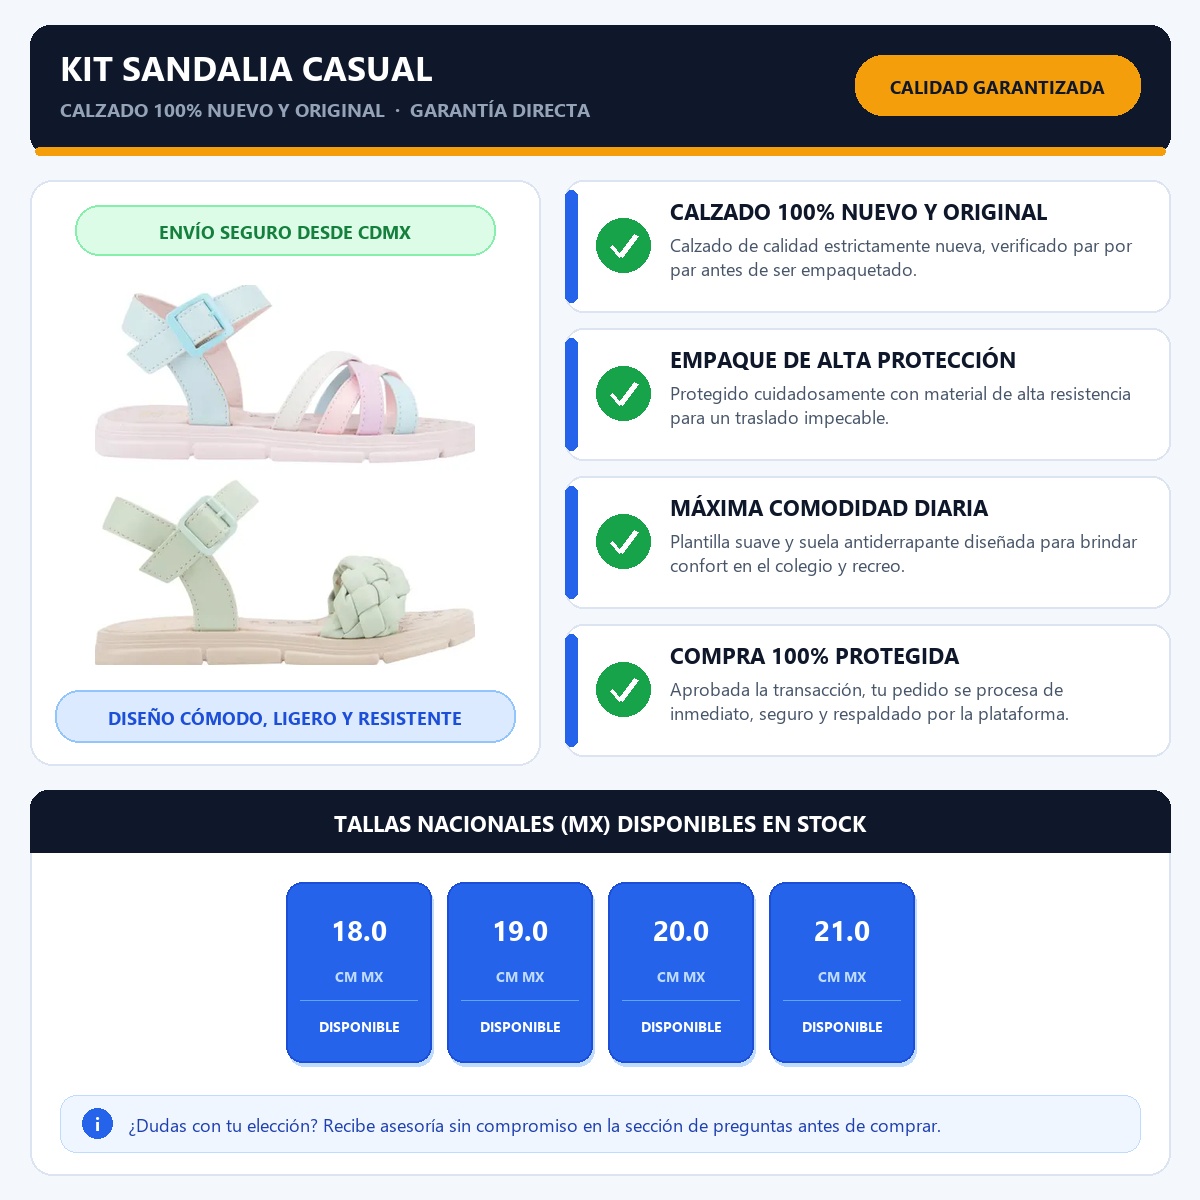 KIT SANDALIA CASUAL
CALZADO 100% NUEVO Y ORIGINAL · GARANTÍA DIRECTA
CALIDAD GARANTIZADA
ENVÍO SEGURO DESDE CDMX
DISEÑO CÓMODO, LIGERO Y RESISTENTE
CALZADO 100% NUEVO Y ORIGINAL
Calzado de calidad estrictamente nueva, verificado par por
par antes de ser empaquetado.
EMPAQUE DE ALTA PROTECCIÓN
Protegido cuidadosamente con material de alta resistencia
para un traslado impecable.
MÁXIMA COMODIDAD DIARIA
Plantilla suave y suela antiderrapante diseñada para brindar
confort en el colegio y recreo.
COMPRA 100% PROTEGIDA
Aprobada la transacción, tu pedido se procesa de
inmediato, seguro y respaldado por la plataforma.
TALLAS NACIONALES (MX) DISPONIBLES EN STOCK
18.0
CM MX
DISPONIBLE
19.0
CM MX
DISPONIBLE
20.0
CM MX
DISPONIBLE
21.0
CM MX
DISPONIBLE
¿Dudas con tu elección? Recibe asesoría sin compromiso en la sección de preguntas antes de comprar.